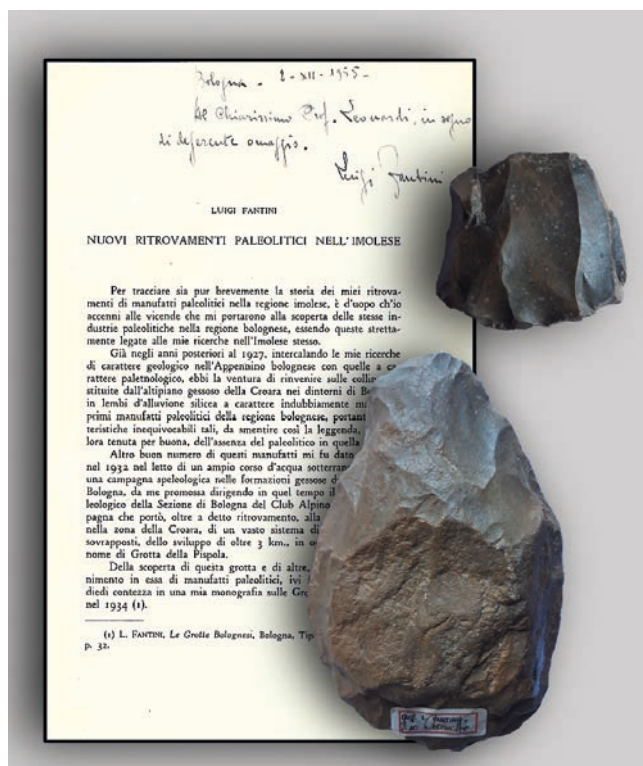 Bologna - 2-XII-1955-
Al Chiarissimo Prof. Leonardi, in segno
di deferente omaggio.
Luigi Fantini
LUIGI FANTINI
NUOVI RITROVAMENTI PALEOLITICI NELL'IMOLESE
Per tracciare sia pur brevemente la storia dei miei ritrova-
menti di manufatti paleolitici nella regione imolese, è d'uopo ch'io
accenni alle vicende che mi portarono alla scoperta delle stesse in-
dustrie paleolitiche nella regione bolognese, essendo queste stretta-
mente legate alle mie ricerche nell'Imolese stesso.
Già negli anni posteriori al 1927, intercalando le mie ricerche
di carattere geologico nell'Appennino bolognese con quelle a ca-
rattere paletnologico, ebbi la ventura di rinvenire sulle
stituite dall'altipiano gessoso della Croara nei dintorni di
in lembi d'alluvione silicea a carattere indubbiamente
primi manufatti paleolitici della regione bolognese,
teristiche inequivocabili tali, da smentire così la leggenda,
lora tenuta per buona, dell'assenza del paleolitico in quella
Altro buon numero di questi manufatti mi fu dato
nel 1932 nel letto di un ampio corso d'acqua
una campagna speleologica nelle formazioni gessose
Bologna, da me promossa dirigendo in quel tempo il
leologico della Sezione di Bologna del Club
pagna che portò, oltre a detto ritrovamento, alla
nella zona della Croara, di un vasto sistema di
sovrapposti, dello sviluppo di oltre 3 km., in
nome di Grotta della Pispola.
Della scoperta di questa grotta e di altre,
nimento in essa di manufatti paleolitici, ivi
diedi contezza in una mia monografia sulle
nel 1934 (1).
(1) L. FANTINI, Le Grotte Bolognesi, Bologna,
p. 32.